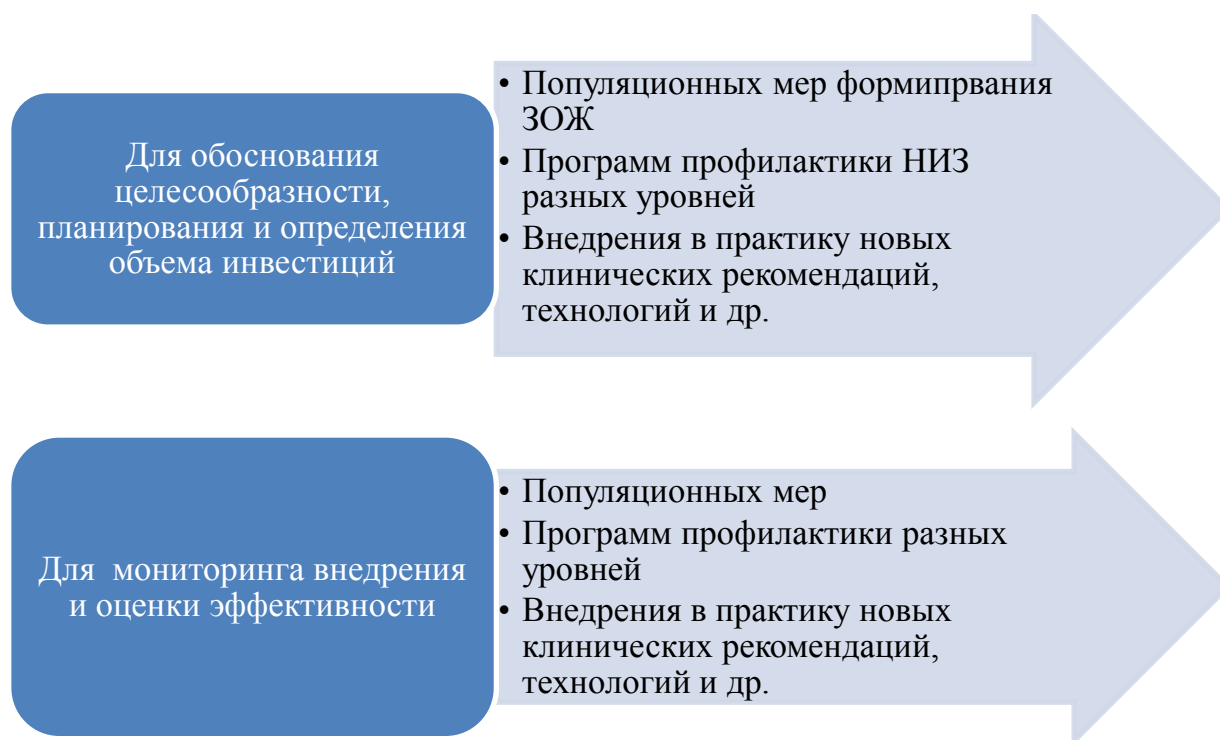 Для обоснования
целесообразности,
планирования и определения
объема инвестиций
• Популяционных мер формипрвания
ЗОЖ
• Программ профилактики НИЗ
разных уровней
• Внедрения в практику новых
клинических рекомендаций,
технологий и др.
Для мониторинга внедрения
и оценки эффективности
• Популяционных мер
• Программ профилактики разных
уровней
• Внедрения в практику новых
клинических рекомендаций,
технологий и др.